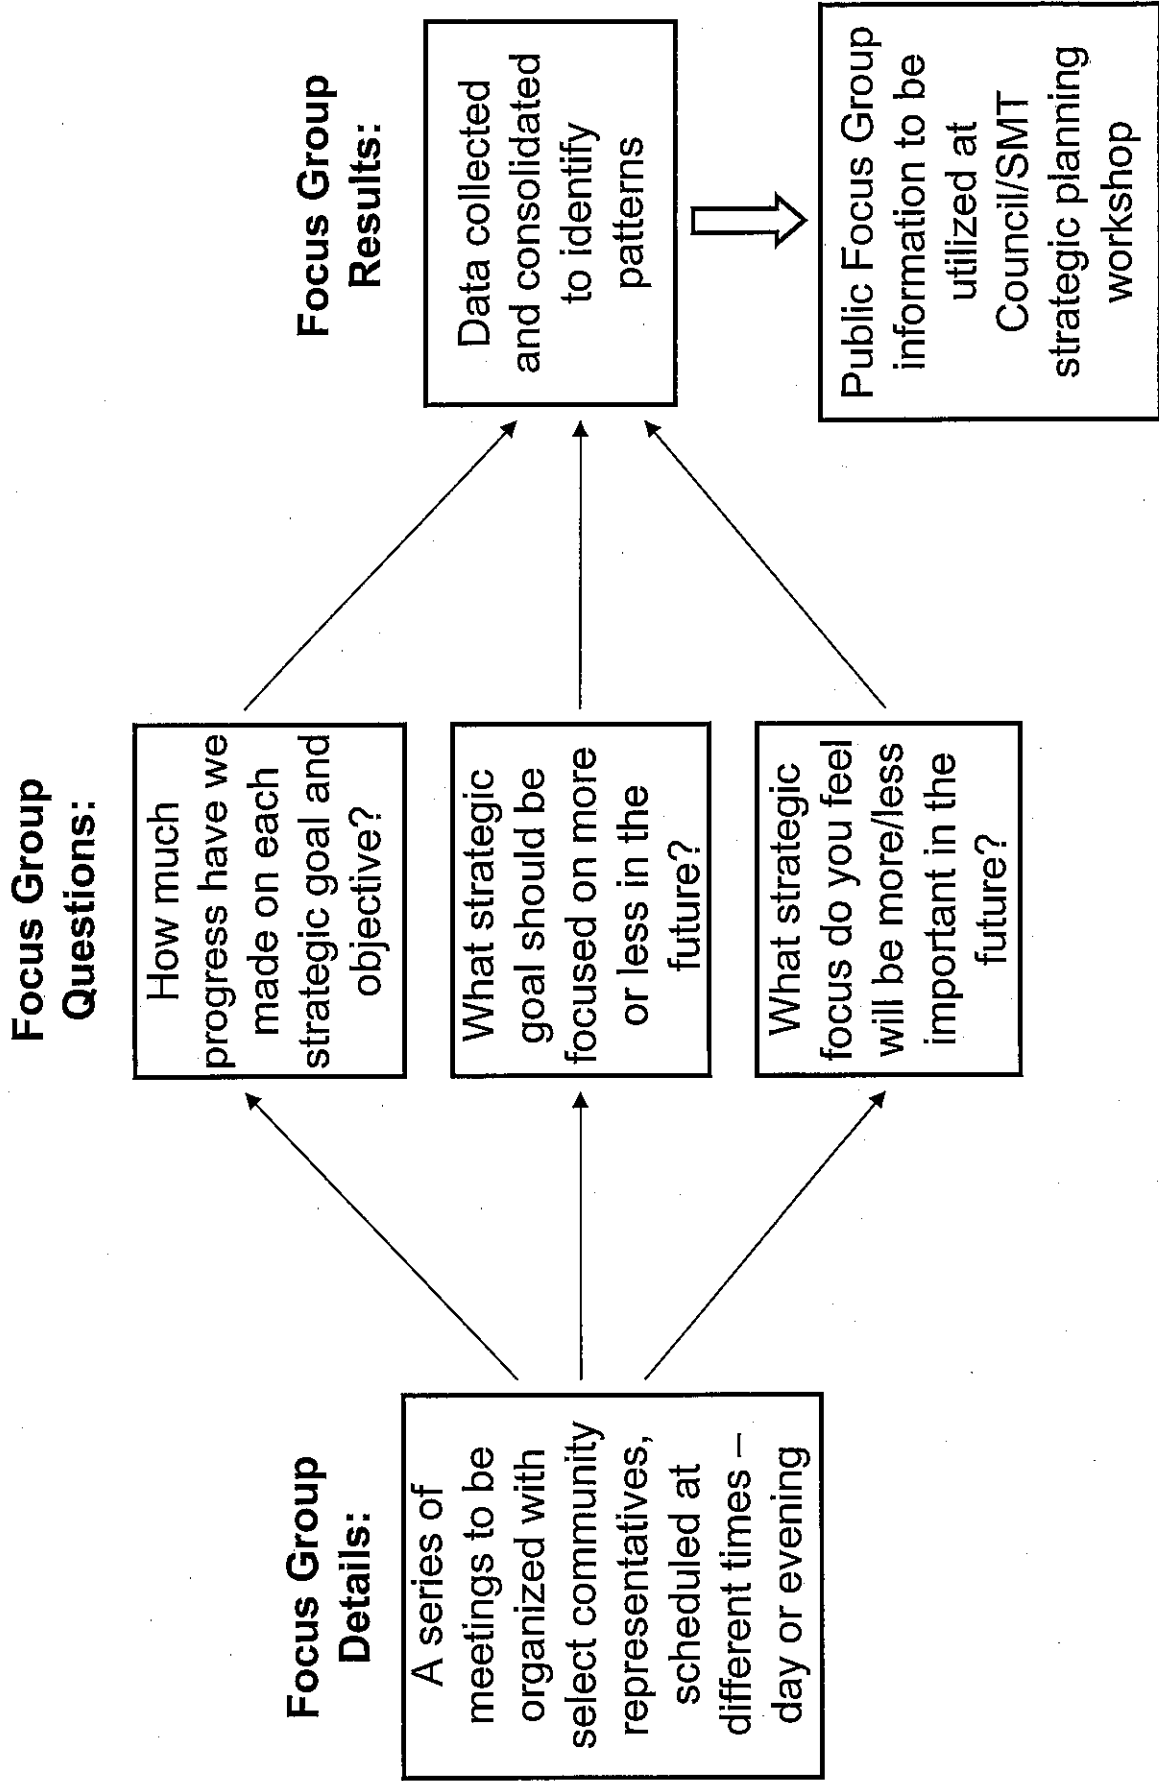 Focus Group
Details:
A series of
meetings to be
organized with
select community
representatives,
scheduled at
different times –
day or evening
Focus Group
Questions:
How much
progress have we
made on each
strategic goal and
objective?
What strategic
goal should be
focused on more
or less in the
future?
What strategic
focus do you feel
will be more/less
important in the
future?
Focus Group
Results:
Data collected
and consolidated
to identify
patterns
Public Focus Group
information to be
utilized at
Council/SMT
strategic planning
workshop